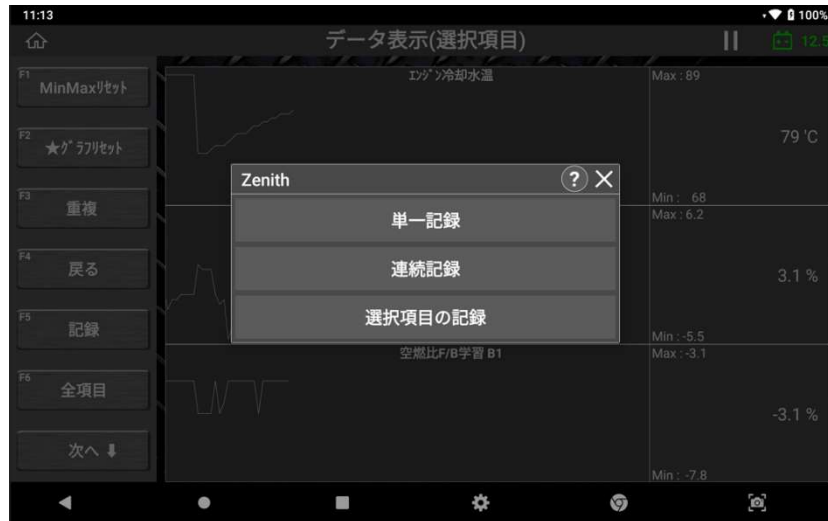 11:13
100%
データ表示(選択項目)
12.5
F1
MinMaxﾘｾｯﾄ
F2
★ｸﾞﾗﾌﾘｾｯﾄ
F3
重複
F4
戻る
F5
記録
F6
全項目
次へ ⬇
ｴﾝｼﾞﾝ冷却水温
Max : 89
79 'C
Min : 68
Max : 6.2
3.1 %
Min : -5.5
空燃比F/B学習 B1
Max : -3.1
-3.1 %
Min : -7.8
Zenith
?
単一記録
連続記録
選択項目の記録